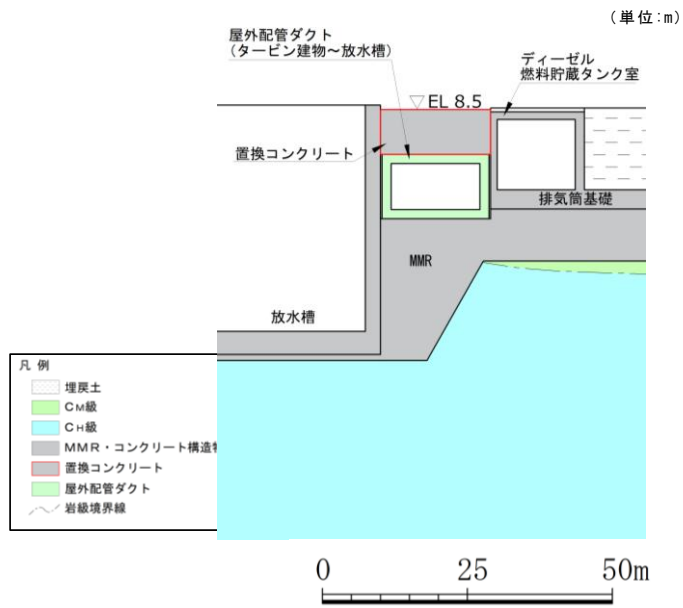 (単位:m)
屋外配管ダクト
(タービン建物～放水槽)
ディーゼル
燃料貯蔵タンク室
▽EL 8.5
置換コンクリート
排気筒基礎
MMR
放水槽
凡 例
埋戻土
CM級
CH級
MMR・コンクリート構造
置換コンクリート
屋外配管ダクト
岩級境界線
0 25 50m